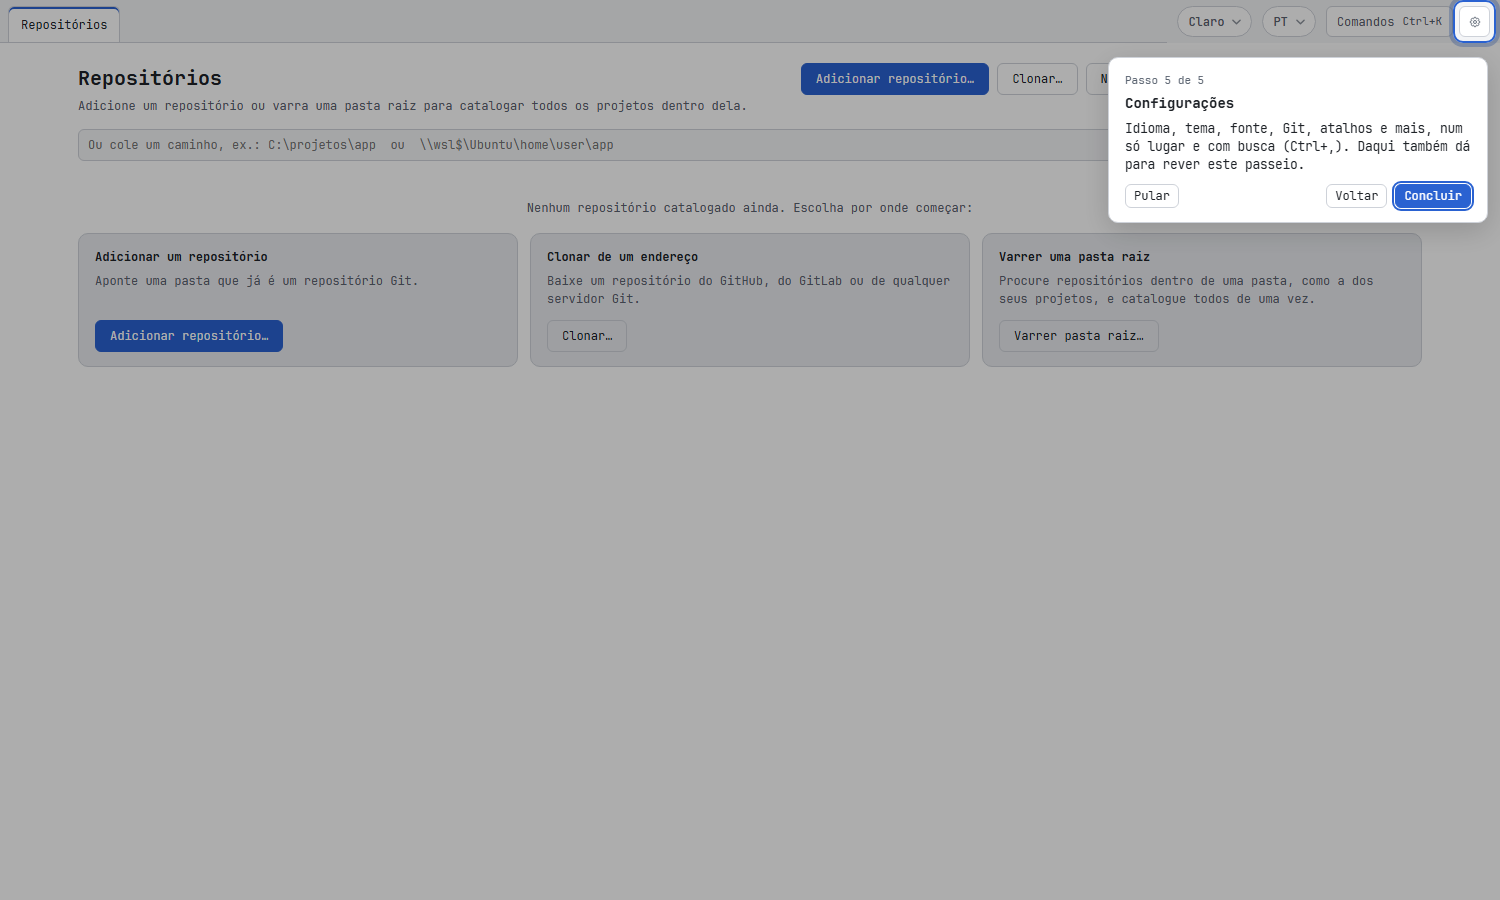 Repositórios
Claro
PT
Comandos Ctrl+K
Repositórios
Adicione um repositório ou varra uma pasta raiz para catalogar todos os projetos dentro dela.
Adicionar repositório…
Clonar…
N
Ou cole um caminho, ex.: C:\projetos\app ou \\wsl$\Ubuntu\home\user\app
Passo 5 de 5
Configurações
Idioma, tema, fonte, Git, atalhos e mais, num
só lugar e com busca (Ctrl+,). Daqui também dá
para rever este passeio.
Pular
Voltar
Concluir
Nenhum repositório catalogado ainda. Escolha por onde começar:
Adicionar um repositório
Aponte uma pasta que já é um repositório Git.
Adicionar repositório…
Clonar de um endereço
Baixe um repositório do GitHub, do GitLab ou de qualquer
servidor Git.
Clonar…
Varrer uma pasta raiz
Procure repositórios dentro de uma pasta, como a dos
seus projetos, e catalogue todos de uma vez.
Varrer pasta raiz…